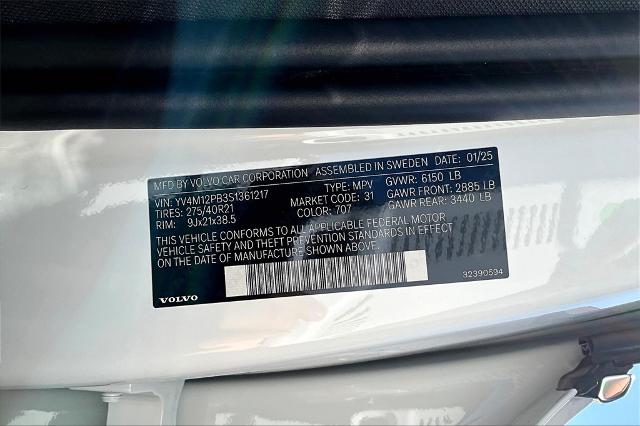 MFD BY VOLVO CAR CORPORATION ASSEMBLED IN SWEDEN DATE: 01/25
VIN: YV4M12PB3S1361217 TYPE: MPV GVWR: 6150 LB
TIRES: 275/40R21 MARKET CODE: 31 GAWR FRONT: 2885 LB
RIM: 9Jx21x38.5 COLOR: 707 GAWR REAR: 3440 LB
THIS VEHICLE CONFORMS TO ALL APPLICABLE FEDERAL MOTOR
VEHICLE SAFETY AND THEFT PREVENTION STANDARDS IN EFFECT
ON THE DATE OF MANUFACTURE SHOWN ABOVE.
VOLVO 32390594